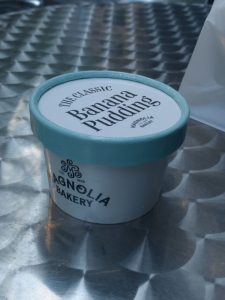 THE CLASSIC
Banana
Pudding
MAGNOLIA
BAKERY